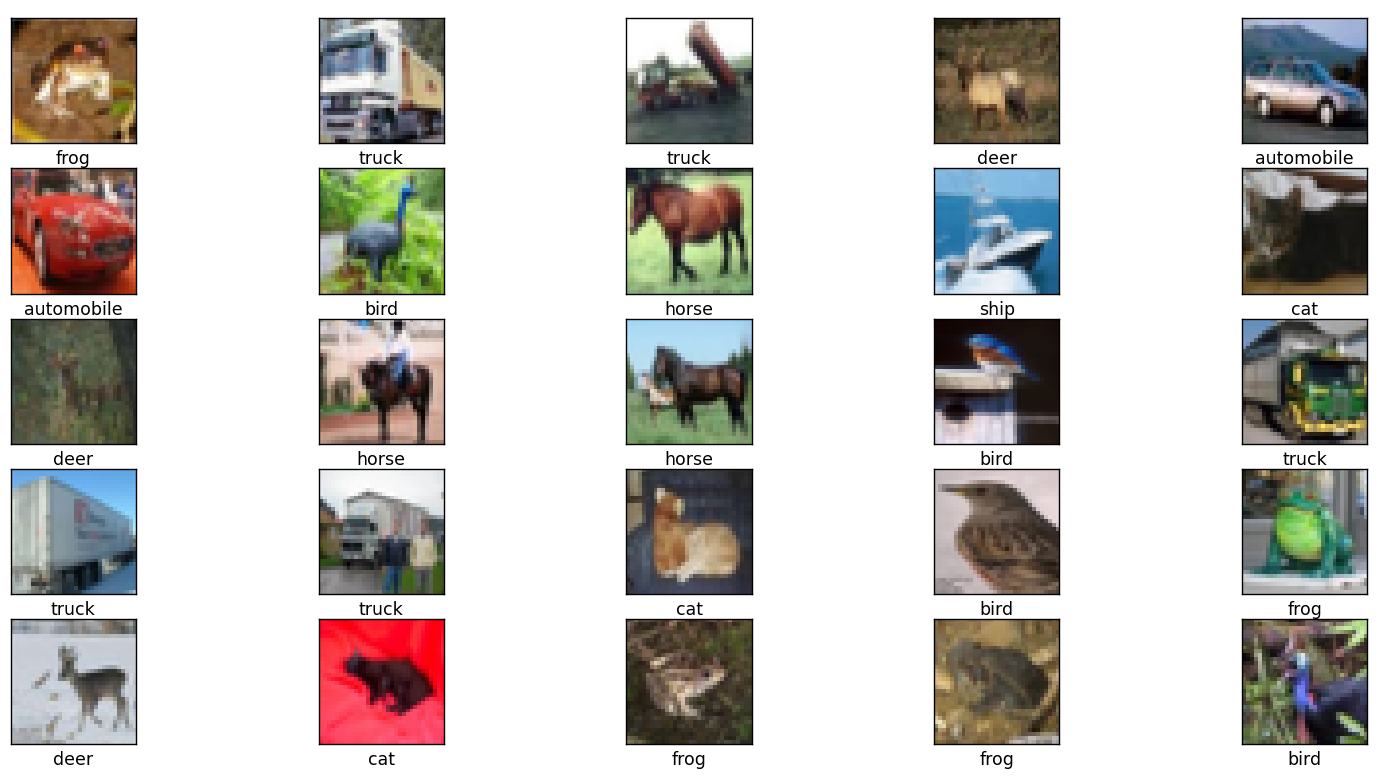 frog truck truck deer automobile
automobile bird horse ship cat
deer horse horse bird truck
truck truck cat bird frog
deer cat frog frog bird